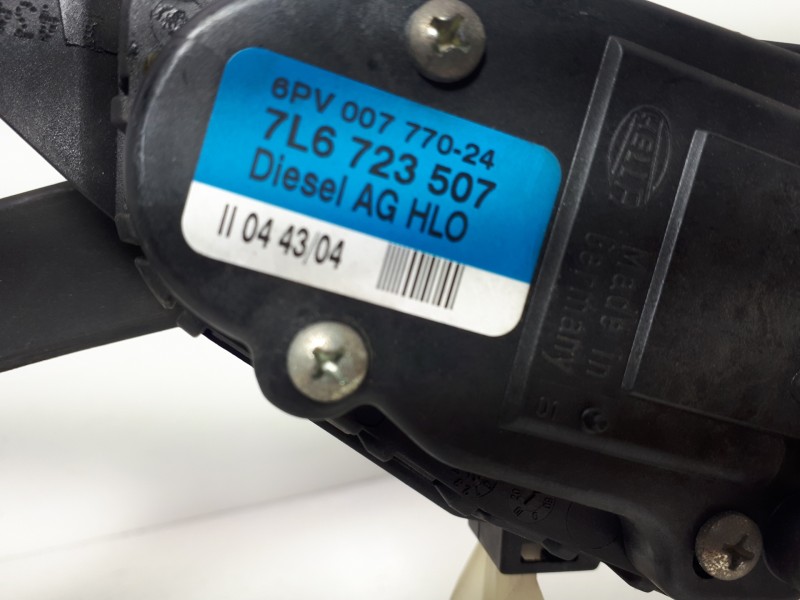 6PV 007 770-24
7L6 723 507
Diesel AG HLO
II 04 43/04
HELLA
Made in
Germany